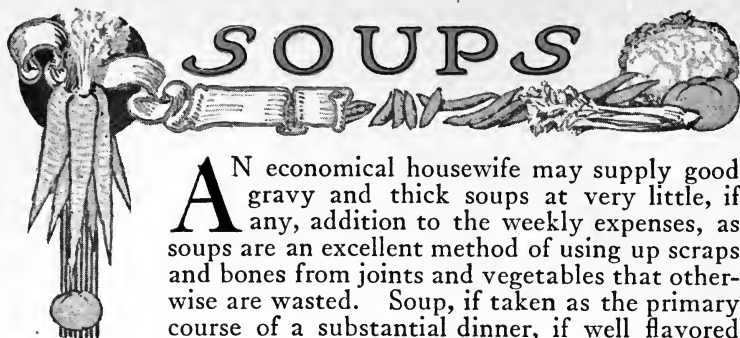 SOUPS
AN economical housewife may supply good
gravy and thick soups at very little, if
any, addition to the weekly expenses, as
soups are an excellent method of using up scraps
and bones from joints and vegetables that other-
wise are wasted. Soup, if taken as the primary
course of a substantial dinner, if well flavored